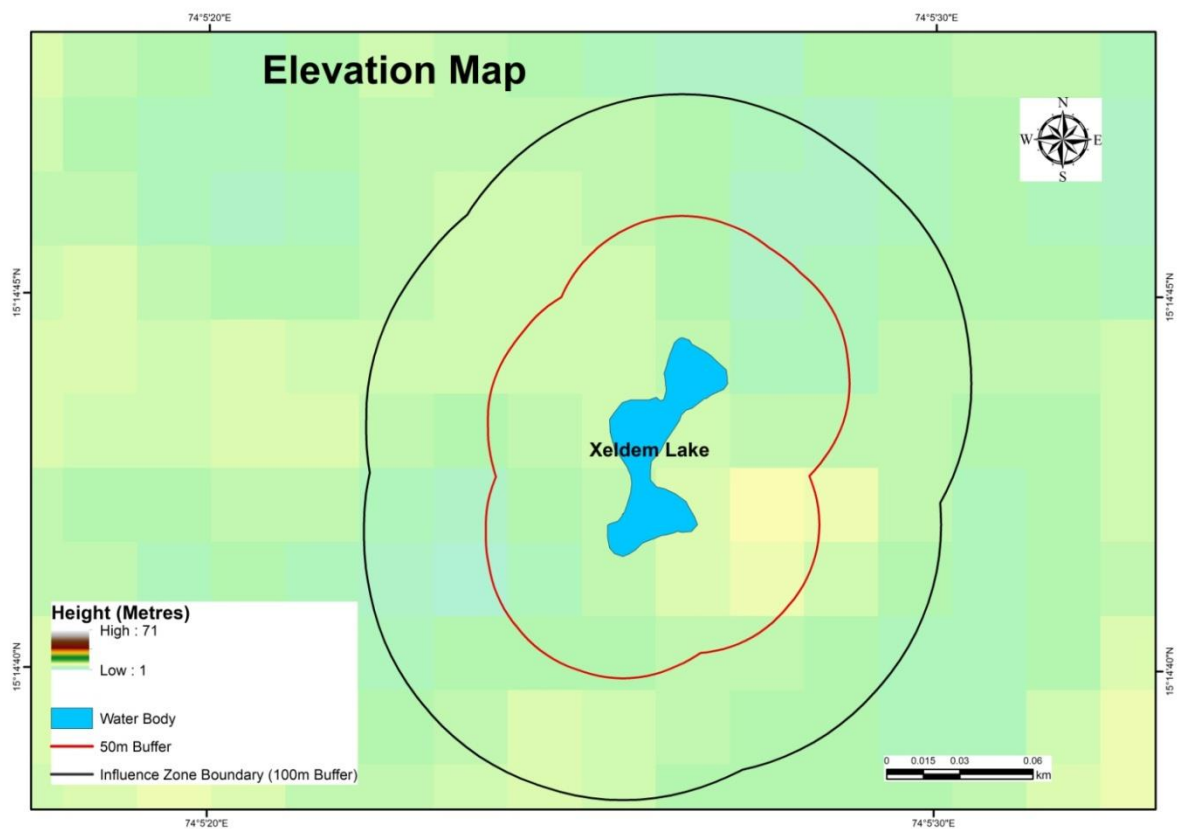 74°5'20"E
74°5'30"E
Elevation Map
N
W
E
S
15°14'45"N
15°14'45"N
Xeldem Lake
Height (Metres)
High : 71
Low : 1
15°14'40"N
15°14'40"N
Water Body
50m Buffer
Influence Zone Boundary (100m Buffer)
0 0.015 0.03 0.06
km
74°5'20"E
74°5'30"E